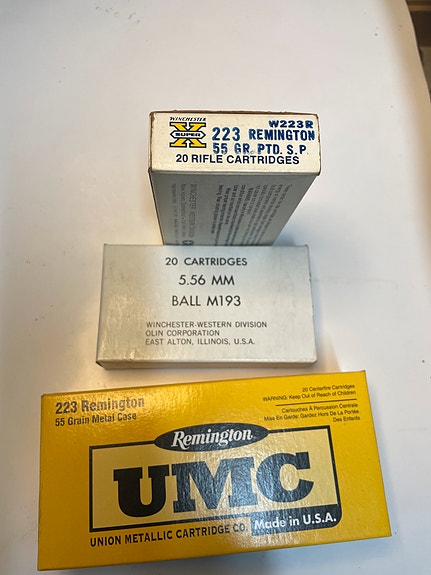 WINCHESTER
SUPER X
W223R
223 REMINGTON
55 GR. PTD. S.P.
20 RIFLE CARTRIDGES
20 CARTRIDGES
5.56 MM
BALL M193
WINCHESTER-WESTERN DIVISION
OLIN CORPORATION
EAST ALTON, ILLINOIS, U.S.A.
223 Remington
55 Grain Metal Case
20 Centerfire Cartridges
WARNING: Keep Out of Reach of Children
Cartouches À Percussion Centrale
Mise En Garde: Gardez Hors De La Portée
Des Enfants
Remington
UMC
UNION METALLIC CARTRIDGE CO.
Made in U.S.A.